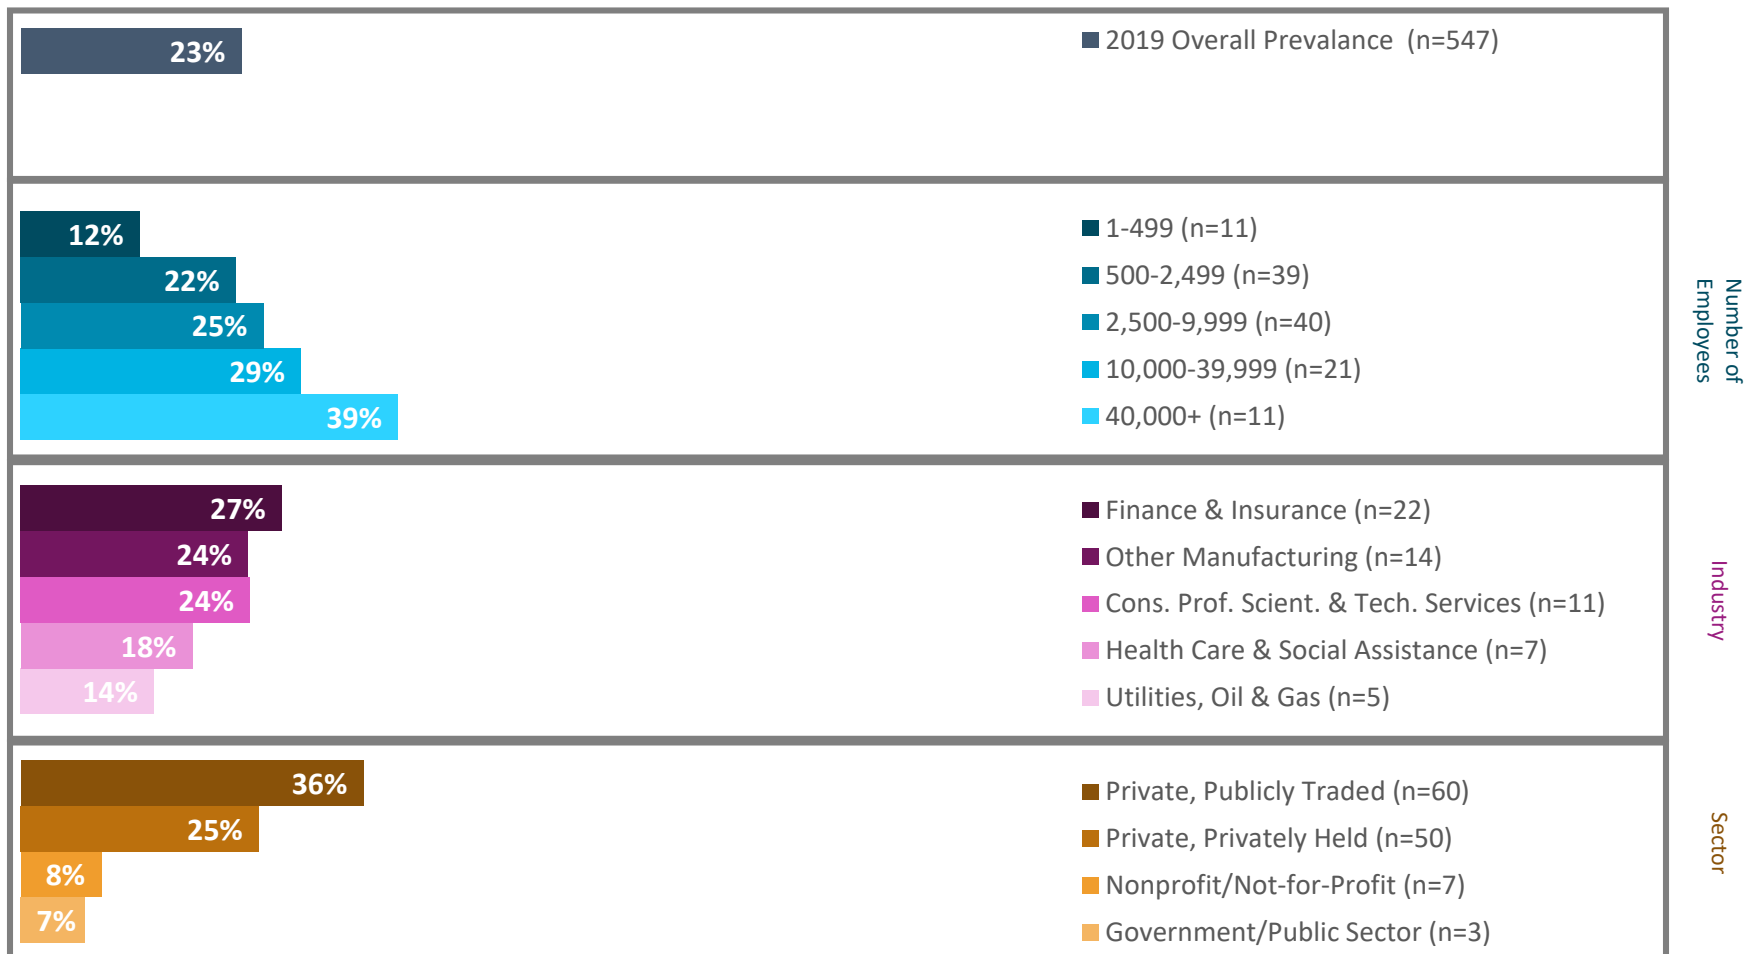 23%
2019 Overall Prevalance (n=547)
12%
22%
25%
29%
39%
1-499 (n=11)
500-2,499 (n=39)
2,500-9,999 (n=40)
10,000-39,999 (n=21)
40,000+ (n=11)
Number of
Employees
27%
24%
24%
18%
14%
Finance & Insurance (n=22)
Other Manufacturing (n=14)
Cons. Prof. Scient. & Tech. Services (n=11)
Health Care & Social Assistance (n=7)
Utilities, Oil & Gas (n=5)
Industry
36%
25%
8%
7%
Private, Publicly Traded (n=60)
Private, Privately Held (n=50)
Nonprofit/Not-for-Profit (n=7)
Government/Public Sector (n=3)
Sector